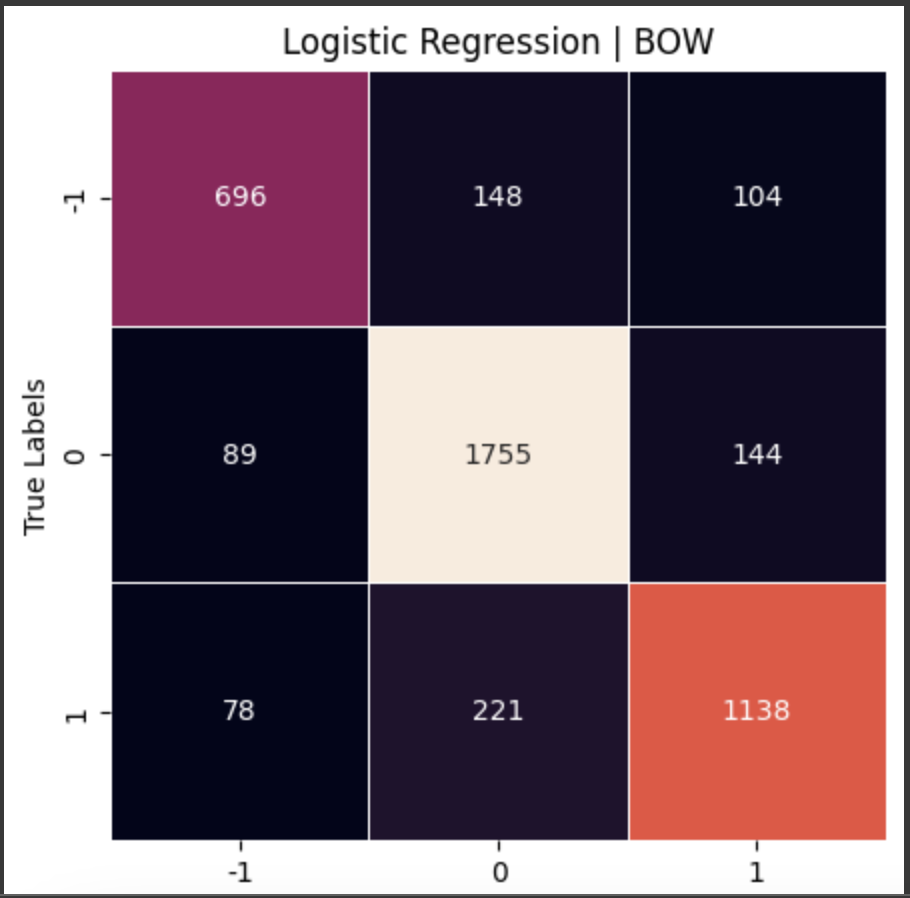 Logistic Regression | BOW
-1 696 148 104
True Labels
0 89 1755 144
1 78 221 1138
-1 0 1